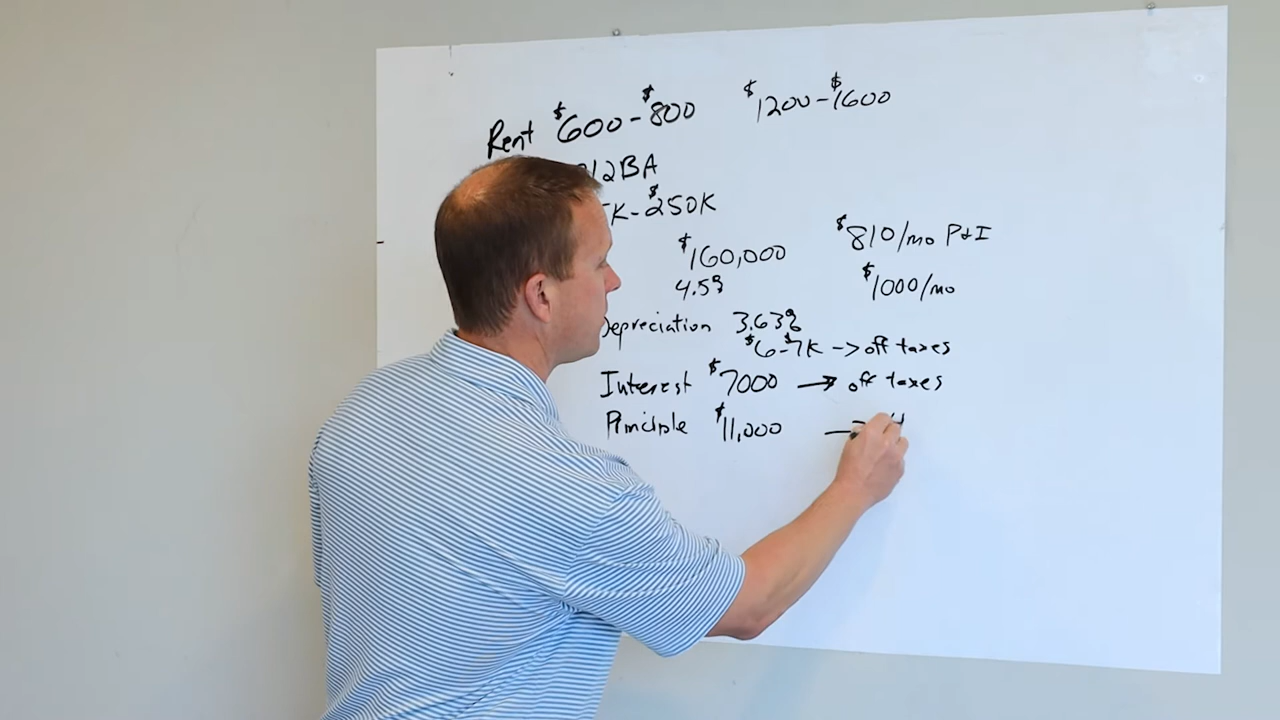 Rent $600-$800 $1200-$1600
2BA
K-$250K
$160,000 $810/mo P&I
4.5% $1000/mo
Depreciation 3.63%
$6-$7K -> off taxes
Interest $7000 -> off taxes
Principle $11,000